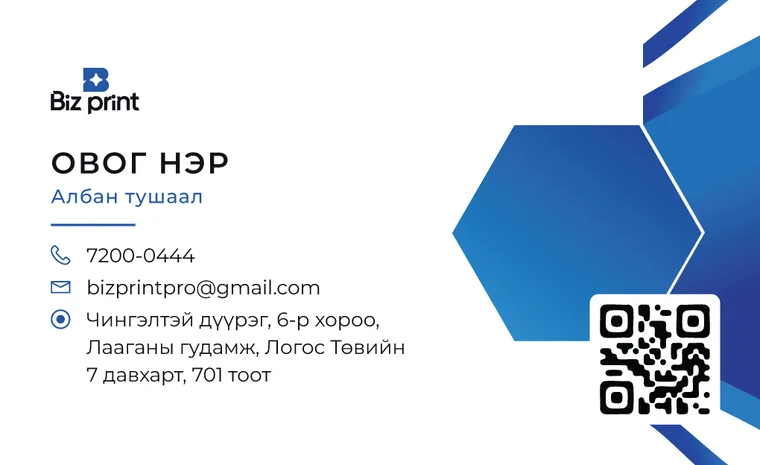 Biz print
ОВОГ НЭР
Албан тушаал
7200-0444
bizprintpro@gmail.com
Чингэлтэй дүүрэг, 6-р хороо,
Лааганы гудамж, Логос Төвийн
7 давхарт, 701 тоот